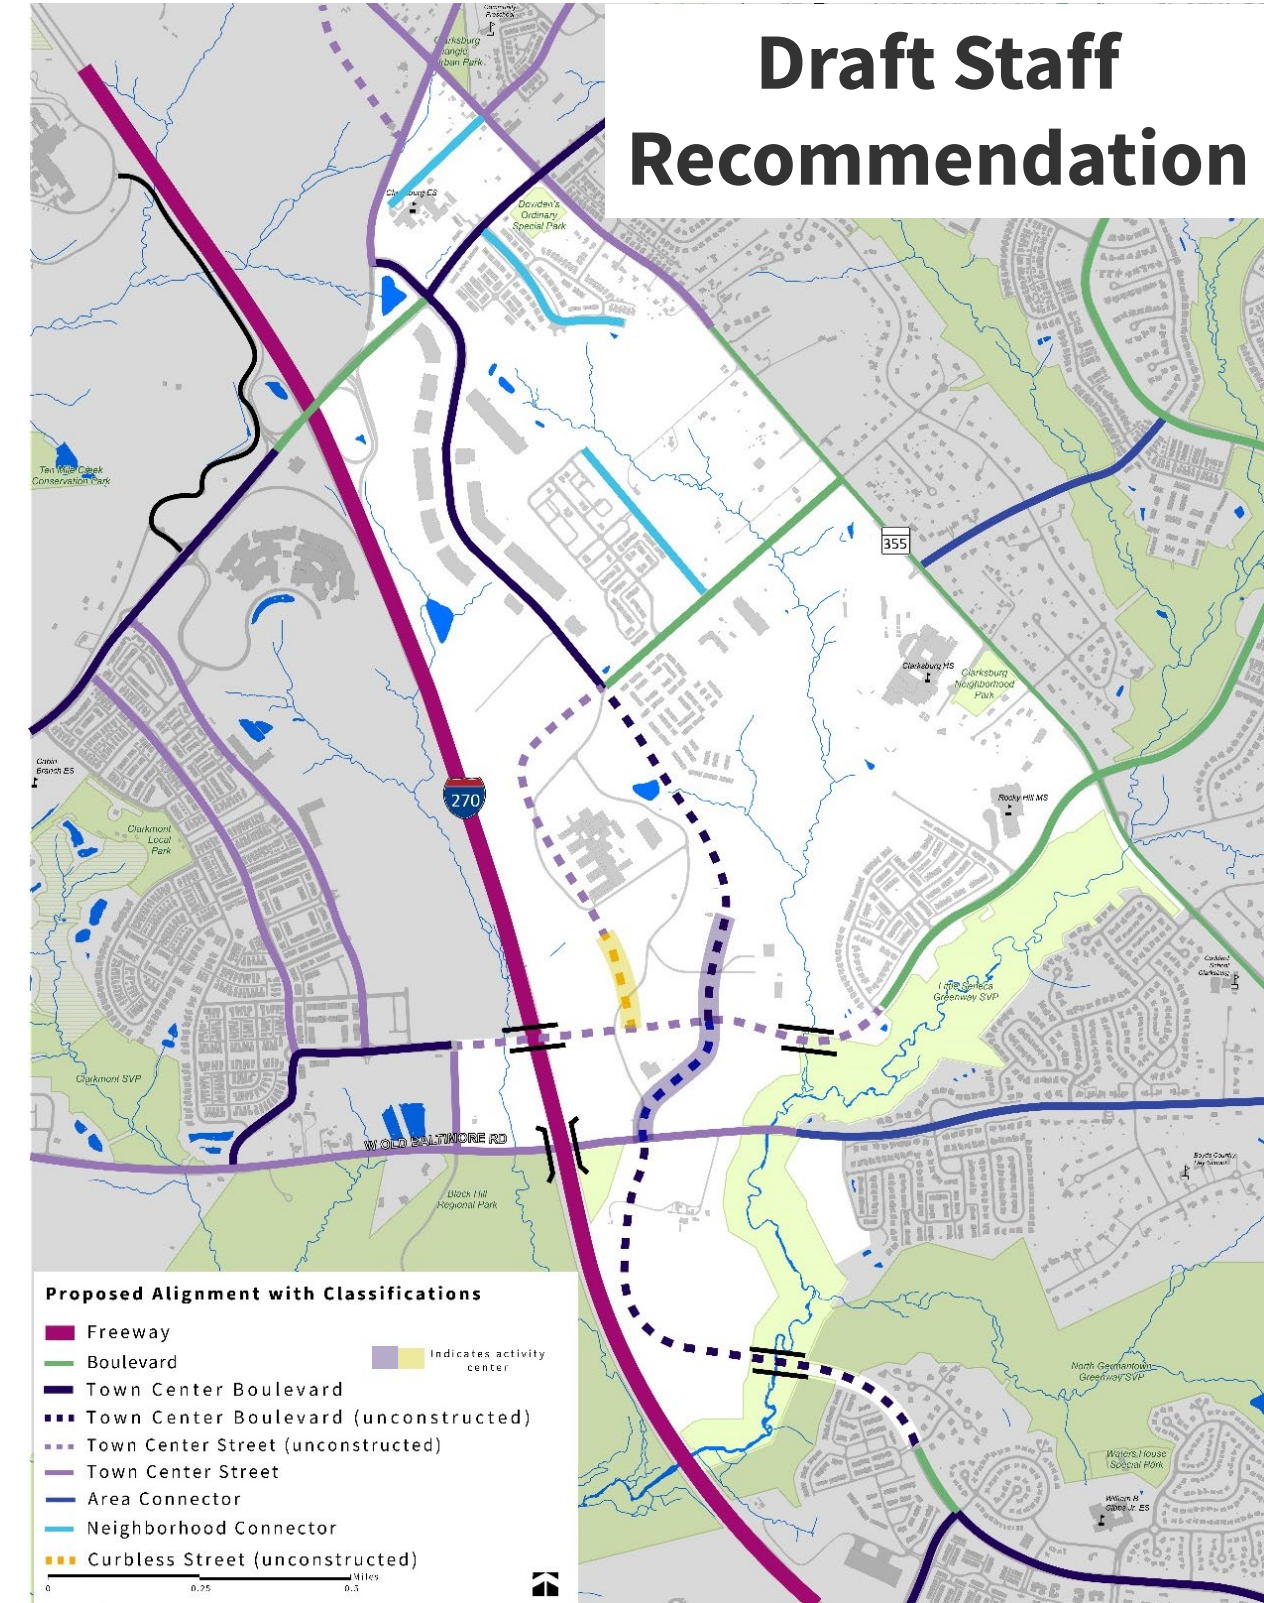 Draft Staff
Recommendation
Community
Preschool
Clarksburg ES
Dowden's
Ordinary
Special Park
Ten Mile Creek
Conservation Park
355
Clarksburg HS
Clarksburg
Neighborhood
Park
Cabin
Branch ES
270
Rocky Hill MS
Clarkmont
Local
Park
Little Seneca
Greenway SVP
Clarksburg
Clarkmont SVP
W OLD BALTIMORE RD
Black Hill
Regional Park
North Germantown
Greenway SVP
Waters House
Special Park
William B
Gibbs Jr. ES
Proposed Alignment with Classifications
Freeway
Boulevard
Indicates activity
center
Town Center Boulevard
Town Center Boulevard (unconstructed)
Town Center Street (unconstructed)
Town Center Street
Area Connector
Neighborhood Connector
Curbless Street (unconstructed)
Miles
0 0.25 0.5